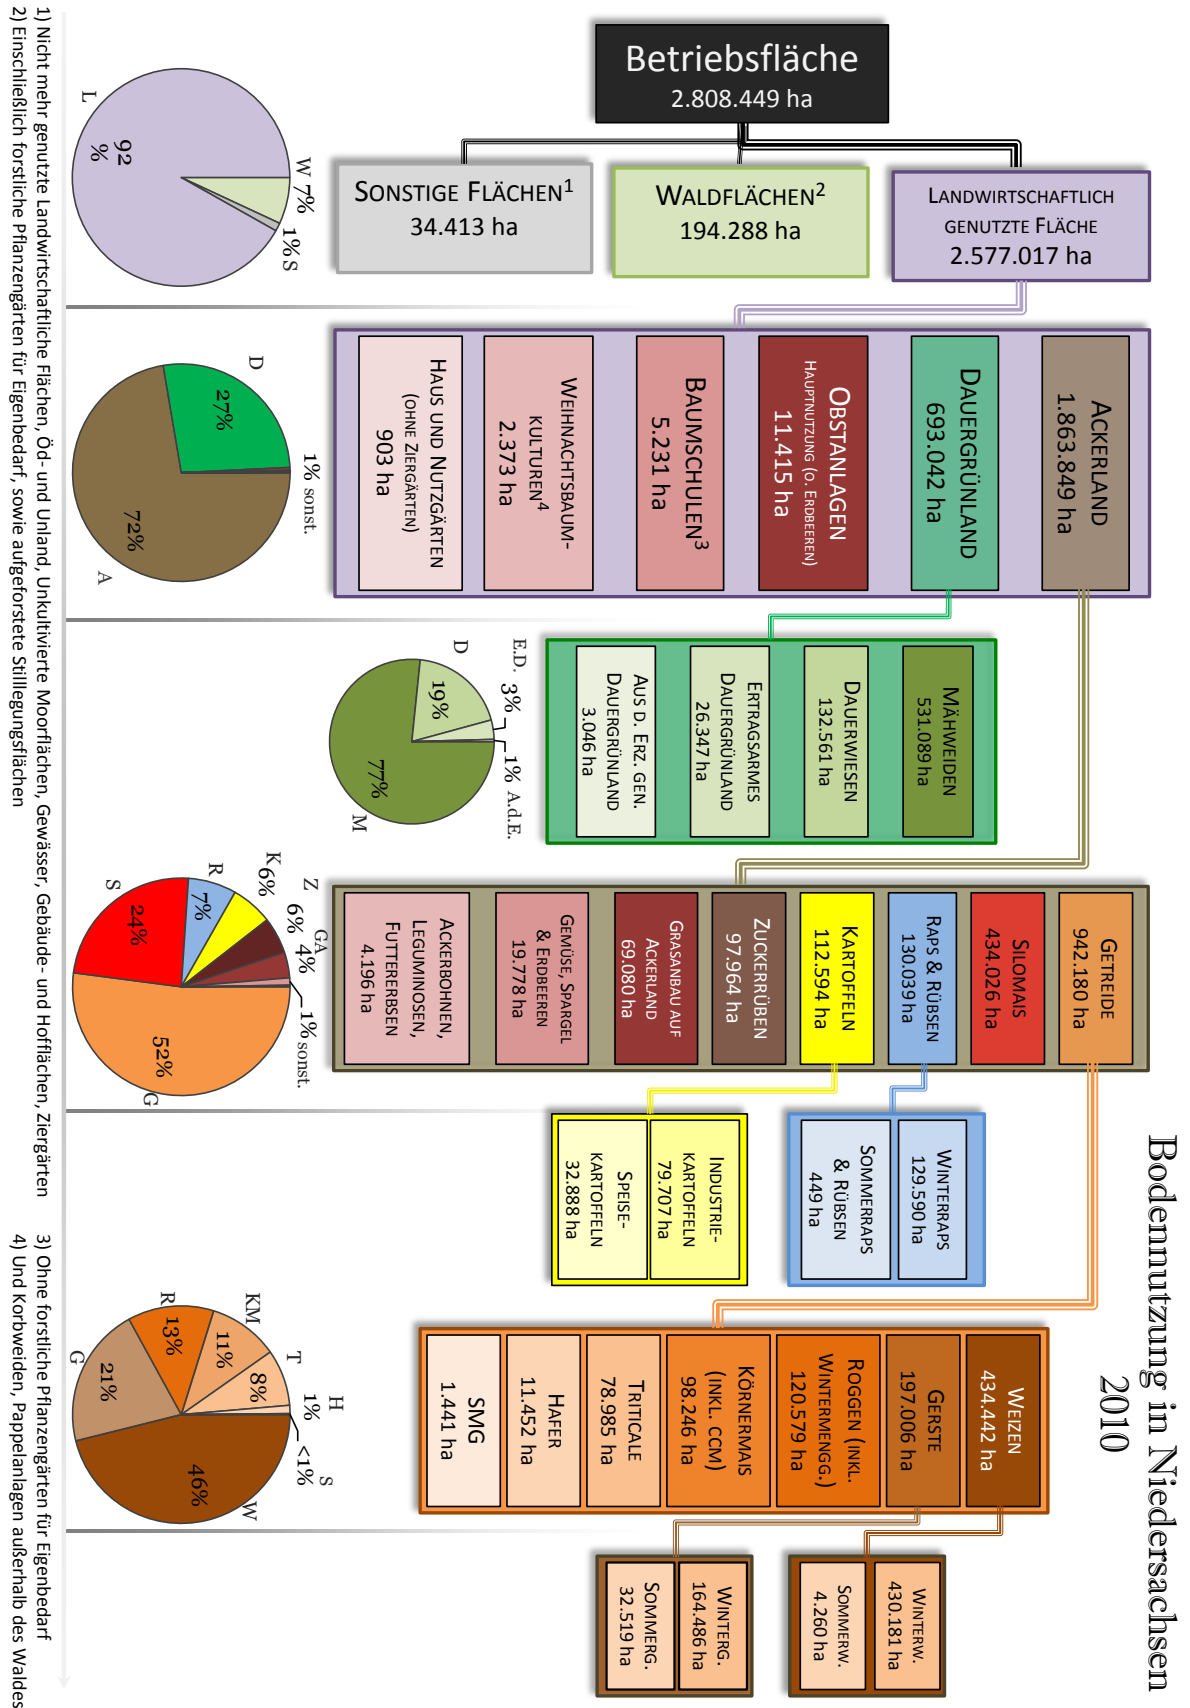 Bodennutzung in Niedersachsen
2010
Betriebsfläche
2.808.449 ha
Landwirtschaftlich
genutzte Fläche
2.577.017 ha
Waldflächen²
194.288 ha
Sonstige Flächen¹
34.413 ha
Ackerland
1.863.849 ha
Dauergrünland
693.042 ha
Obstanlagen
Hauptnutzung (o. Erdbeeren)
11.415 ha
Baumschulen³
5.231 ha
Weihnachtsbaum-
kulturen⁴
2.373 ha
Haus und Nutzgärten
(ohne Ziergärten)
903 ha
Mähweiden
531.089 ha
Dauerwiesen
132.561 ha
Ertragsarmes
Dauergrünland
26.347 ha
Aus d. Erz. gen.
Dauergrünland
3.046 ha
Getreide
942.180 ha
Silomais
434.026 ha
Raps & Rübsen
130.039 ha
Kartoffeln
112.594 ha
Zuckerrüben
97.964 ha
Grasanbau auf
Ackerland
69.080 ha
Gemüse, Spargel
& Erdbeeren
19.778 ha
Ackerbohnen,
Leguminosen,
Futtererbsen
4.196 ha
Winterraps
129.590 ha
Sommerraps
& Rübsen
449 ha
Industrie-
kartoffeln
79.707 ha
Speise-
kartoffeln
32.888 ha
Weizen
434.442 ha
Gerste
197.006 ha
Roggen (inkl.
Wintermengg.)
120.579 ha
Körnermais
(inkl. CCM)
98.246 ha
Triticale
78.985 ha
Hafer
11.452 ha
SMG
1.441 ha
Winterw.
430.181 ha
Sommerw.
4.260 ha
Winterg.
164.486 ha
Sommerg.
32.519 ha
W
7%
1% S
92
%
L
D
27%
1% sonst.
72%
A
E.D.
3%
D
19%
1% A.d.E.
77%
M
Z
6%
GA
4%
K 6%
R
7%
1% sonst.
S
24%
52%
G
H
1%
S
<1%
T
8%
KM
11%
R
13%
G
21%
46%
W
1) Nicht mehr genutzte Landwirtschaftliche Flächen, Öd- und Unland, Unkultivierte Moorflächen, Gewässer, Gebäude- und Hofflächen, Ziergärten
2) Einschließlich forstliche Pflanzengärten für Eigenbedarf, sowie aufgeforstete Stilllegungsflächen
3) Ohne forstliche Pflanzengärten für Eigenbedarf
4) Und Korbweiden, Pappelanlagen außerhalb des Waldes